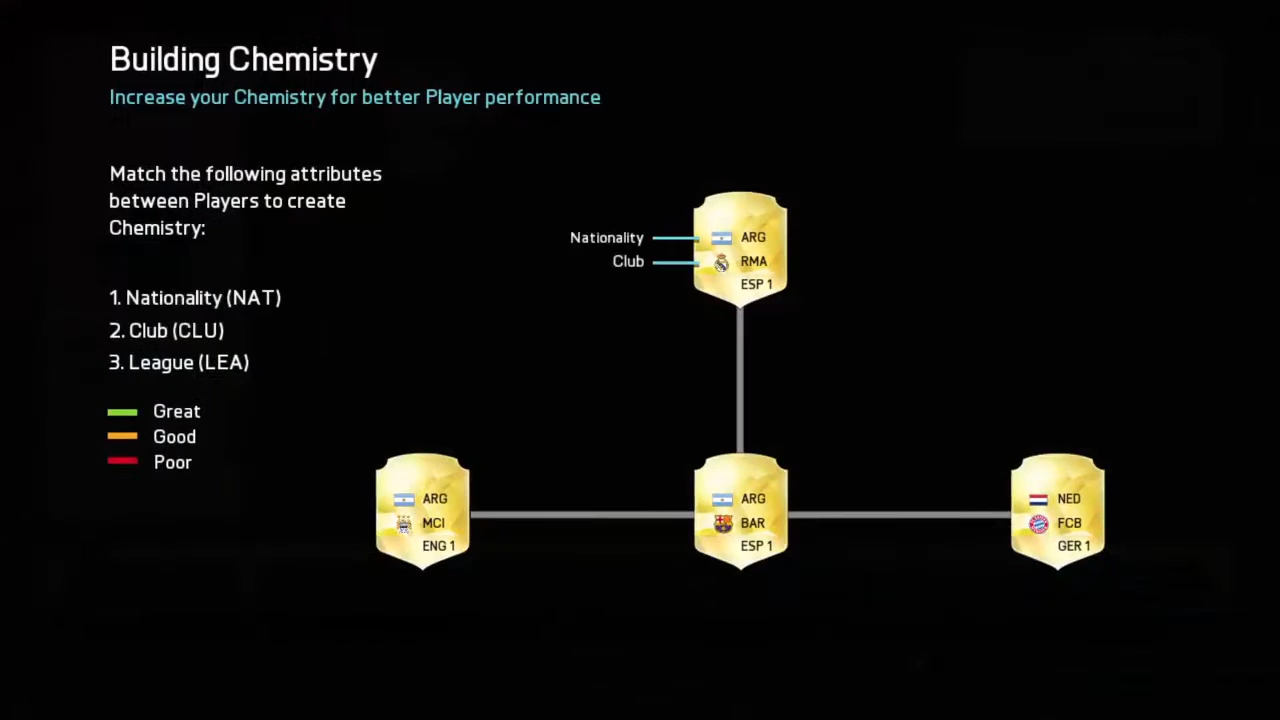 Building Chemistry
Increase your Chemistry for better Player performance
Match the following attributes
between Players to create
Chemistry:
1. Nationality (NAT)
2. Club (CLU)
3. League (LEA)
Great
Good
Poor
Nationality
Club
ARG
RMA
ESP 1
ARG
MCI
ENG 1
ARG
BAR
ESP 1
NED
FCB
GER 1